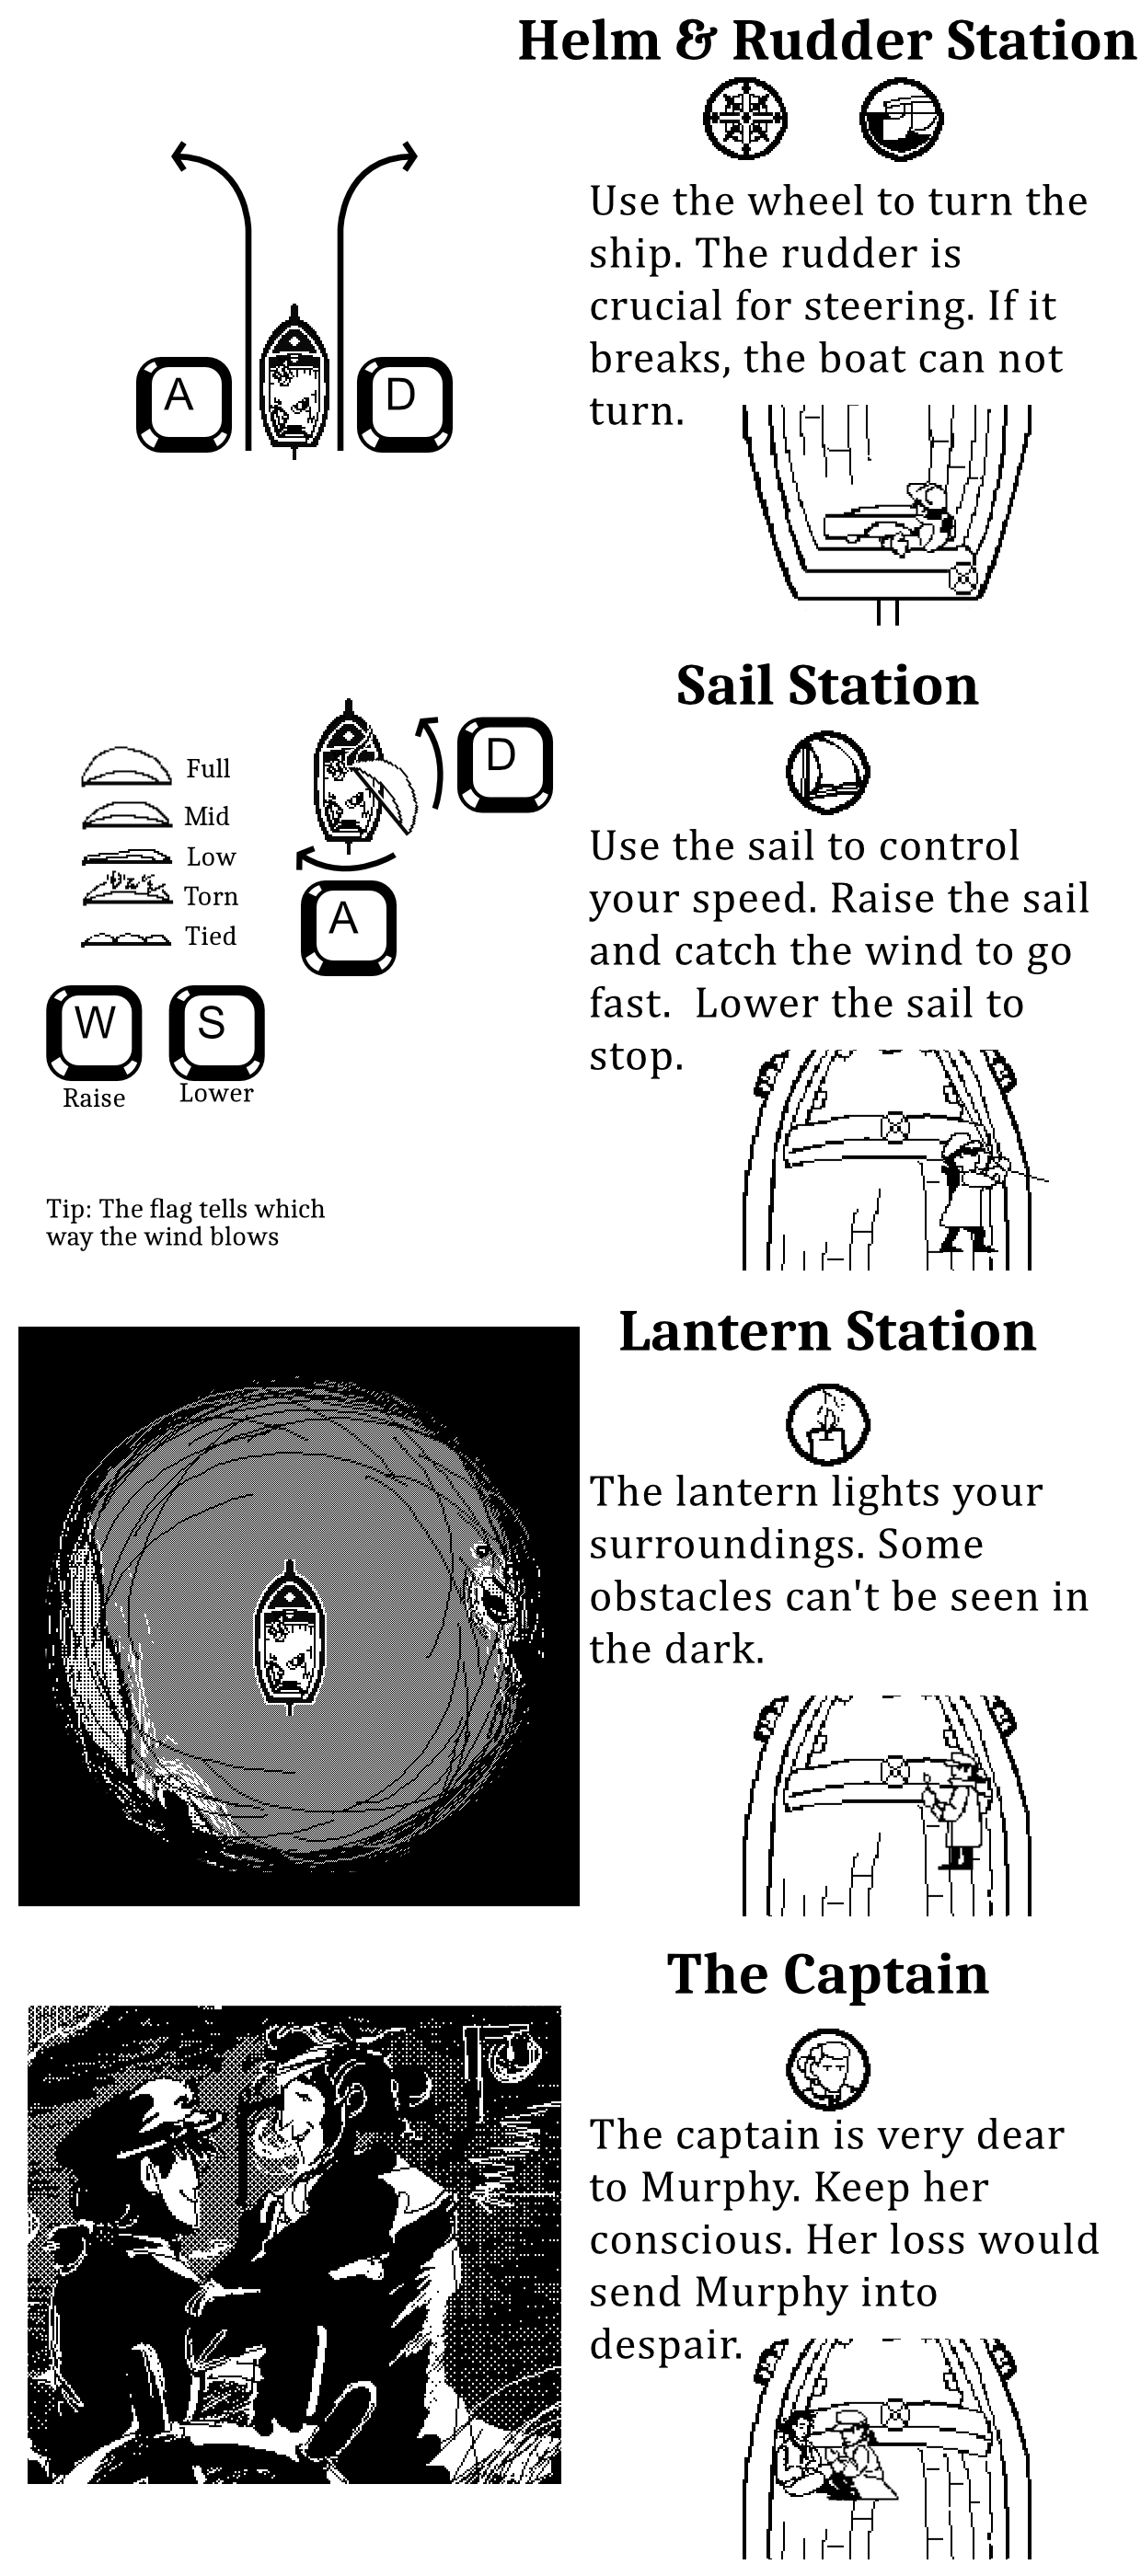 Helm & Rudder Station
Use the wheel to turn the
ship. The rudder is
crucial for steering. If it
breaks, the boat can not
turn.
A
D
Sail Station
Full
Mid
Low
Torn
Tied
D
A
W
S
Raise
Lower
Tip: The flag tells which
way the wind blows
Use the sail to control
your speed. Raise the sail
and catch the wind to go
fast.  Lower the sail to
stop.
Lantern Station
The lantern lights your
surroundings. Some
obstacles can't be seen in
the dark.
The Captain
The captain is very dear
to Murphy. Keep her
conscious. Her loss would
send Murphy into
despair.